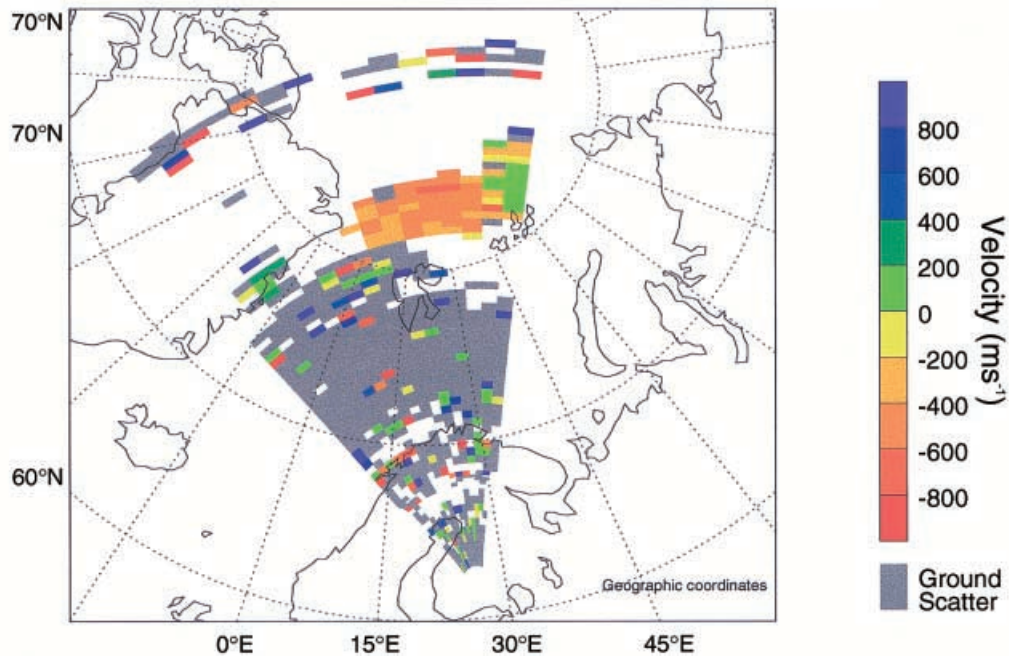 70°N
70°N
60°N
0°E
15°E
30°E
45°E
Geographic coordinates
800
600
400
200
0
-200
-400
-600
-800
Velocity (ms⁻¹)
Ground
Scatter